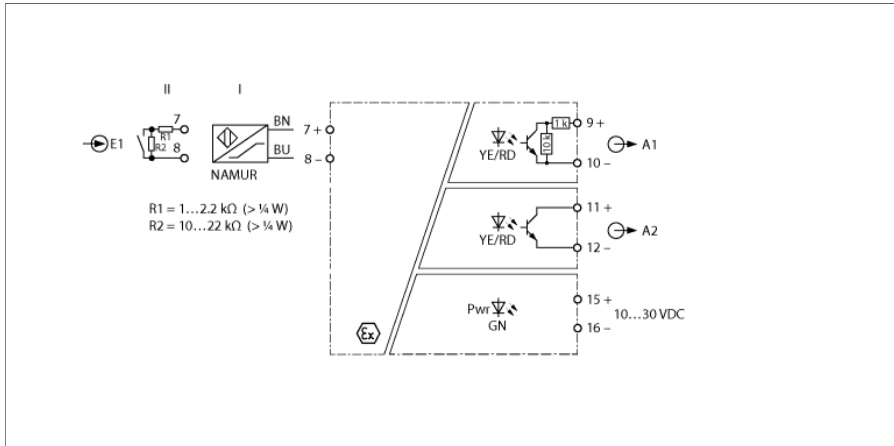 II
I
7
8
R1
R2
E1
BN
BU
7 +
8 –
NAMUR
R1 = 1…2.2 kΩ (> ¼ W)
R2 = 10…22 kΩ (> ¼ W)
YE/RD
1 k
10 k
9 +
10 –
A1
YE/RD
11 +
12 –
A2
Pwr
GN
15 +
16 –
10…30 VDC
Ex